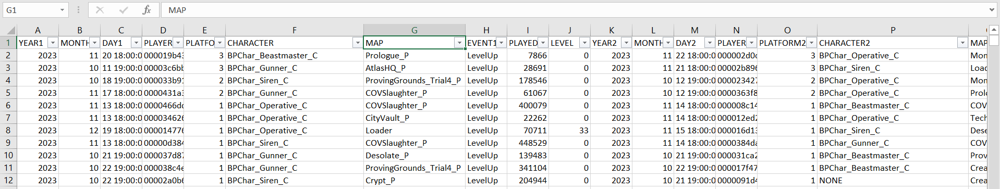 G1 fx MAP
A B C D E F G H I J K L M N O P
1 YEAR1 MONTH DAY1 PLAYER PLATFO CHARACTER MAP EVENT1 PLAYED LEVEL YEAR2 MONTH DAY2 PLAYER PLATFORM2 CHARACTER2 MAP
2 2023 11 20 18:00:0 000019b43 3 BPChar_Beastmaster_C Prologue_P LevelUp 7866 0 2023 11 22 18:00:0 000002d0c 3 BPChar_Operative_C Mon
3 2023 10 11 19:00:0 00003c6bb 3 BPChar_Gunner_C AtlasHQ_P LevelUp 28691 0 2023 11 21 18:00:0 00002b896 3 BPChar_Siren_C Load
4 2023 10 18 19:00:0 000033b91 2 BPChar_Siren_C ProvingGrounds_Trial4_P LevelUp 178546 0 2023 10 12 19:00:0 000023427 2 BPChar_Operative_C Mon
5 2023 11 17 18:00:0 0000431a3 2 BPChar_Gunner_C COVSlaughter_P LevelUp 61067 0 2023 10 12 19:00:0 0000363f8 2 BPChar_Operative_C Prol
6 2023 11 13 18:00:0 0000466dc 1 BPChar_Operative_C COVSlaughter_P LevelUp 400079 0 2023 11 14 18:00:0 000008c14 1 BPChar_Beastmaster_C COV
7 2023 11 13 18:00:0 000034626 1 BPChar_Operative_C CityVault_P LevelUp 22262 0 2023 11 14 18:00:0 000012ed2 1 BPChar_Operative_C Tech
8 2023 12 19 18:00:0 000014776 1 BPChar_Operative_C Loader LevelUp 70711 33 2023 11 15 18:00:0 000016d13 1 BPChar_Siren_C Dese
9 2023 11 13 18:00:0 00000d384 1 BPChar_Siren_C COVSlaughter_P LevelUp 448529 0 2023 11 14 18:00:0 0000384da 1 BPChar_Gunner_C COV
10 2023 10 21 19:00:0 000037d87 1 BPChar_Gunner_C Desolate_P LevelUp 139483 0 2023 10 21 19:00:0 000031ca2 1 BPChar_Beastmaster_C Prov
11 2023 10 22 19:00:0 000038c4e 1 BPChar_Gunner_C ProvingGrounds_Trial4_P LevelUp 341104 0 2023 10 22 19:00:0 000017f47 1 BPChar_Beastmaster_C Crea
12 2023 10 22 19:00:0 00002a0b6 1 BPChar_Siren_C Crypt_P LevelUp 204944 0 2023 10 21 19:00:0 0000091d4 1 NONE Crea